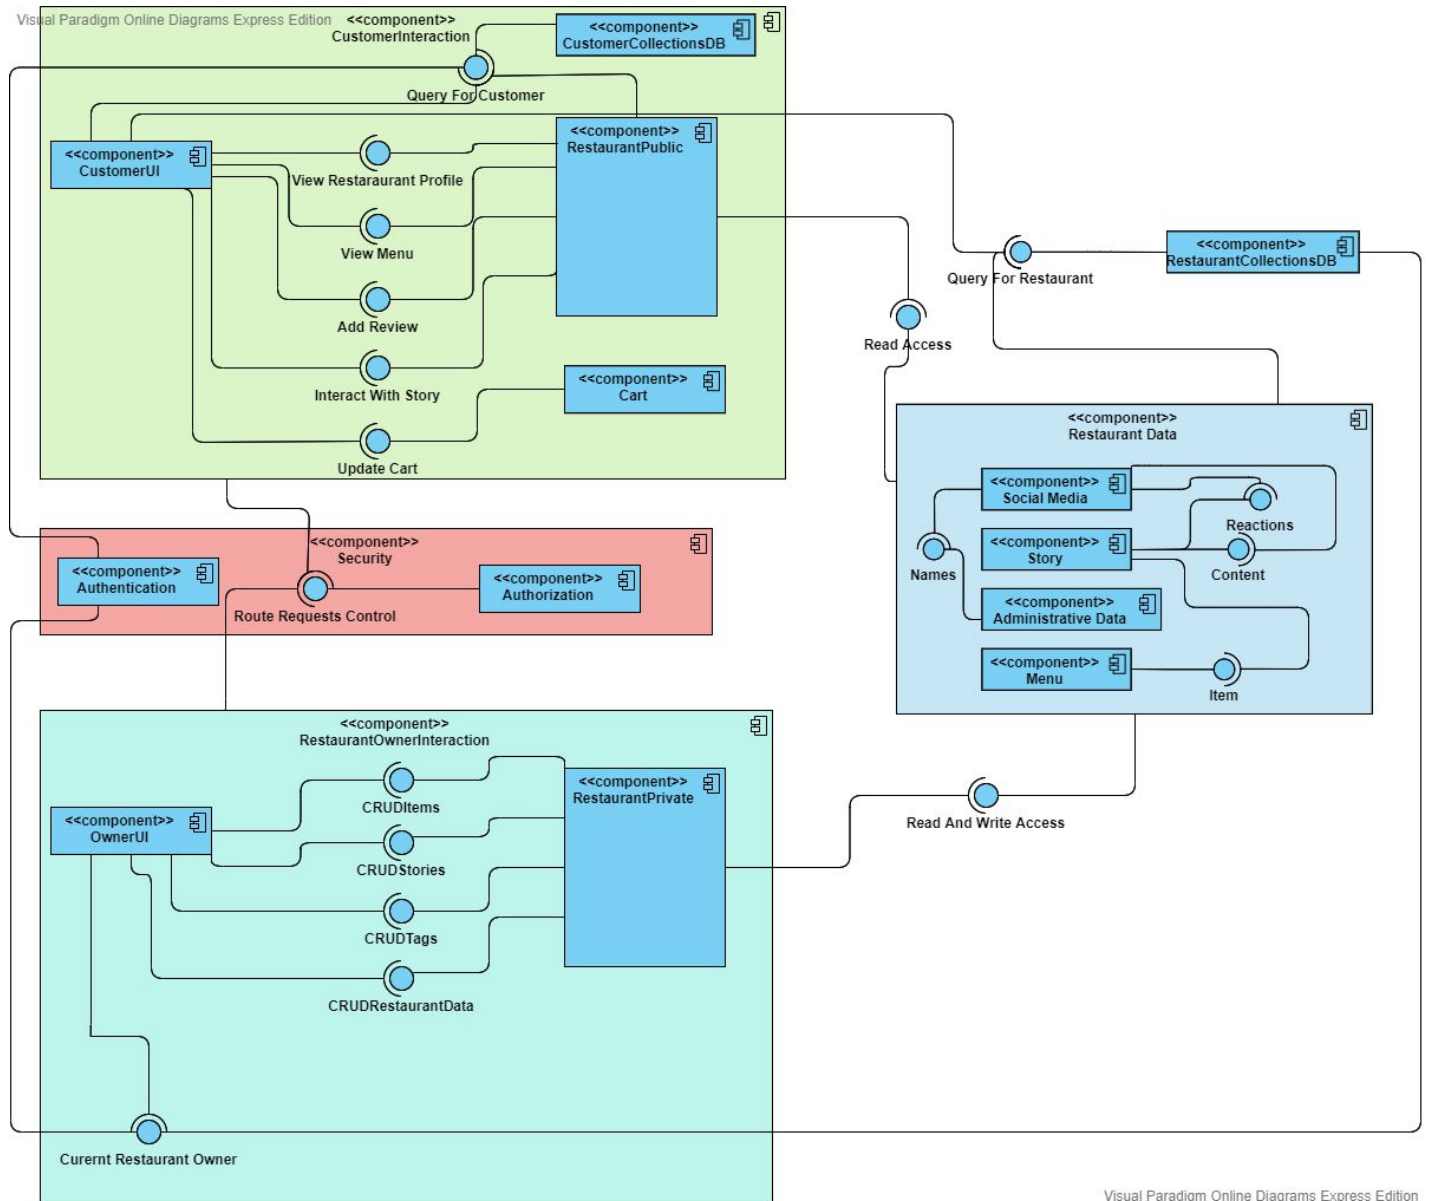 Visual Paradigm Online Diagrams Express Edition
<<component>>
CustomerInteraction
<<component>>
CustomerCollectionsDB
Query For Customer
<<component>>
CustomerUI
<<component>>
RestaurantPublic
View Restaraurant Profile
View Menu
Add Review
Interact With Story
<<component>>
Cart
Update Cart
Read Access
Query For Restaurant
<<component>>
RestaurantCollectionsDB
<<component>>
Restaurant Data
<<component>>
Social Media
Reactions
<<component>>
Story
Names
Content
<<component>>
Administrative Data
<<component>>
Menu
Item
<<component>>
Security
<<component>>
Authentication
Route Requests Control
<<component>>
Authorization
<<component>>
RestaurantOwnerInteraction
<<component>>
OwnerUI
CRUDItems
CRUDStories
CRUDTags
CRUDRestaurantData
<<component>>
RestaurantPrivate
Read And Write Access
Curernt Restaurant Owner
Visual Paradigm Online Diagrams Express Edition